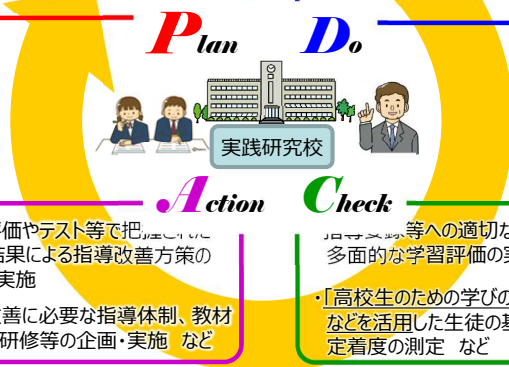 Plan
Do
実践研究校
Action
Check
価やテスト等で把握された
結果による指導改善方策の
実施
改善に必要な指導体制、教材
研修等の企画・実施 など
指導要録等への適切な
多面的な学習評価の実
・「高校生のための学びの
などを活用した生徒の基
定着度の測定 など